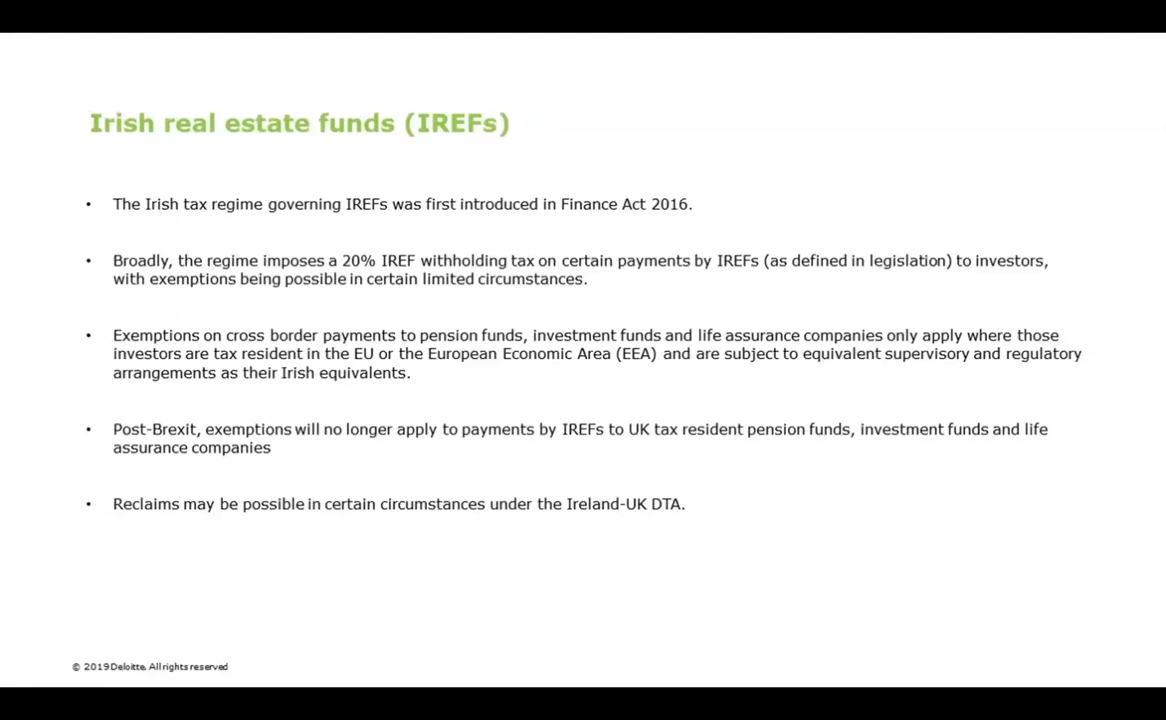 Irish real estate funds (IREFs)
• The Irish tax regime governing IREFs was first introduced in Finance Act 2016.
• Broadly, the regime imposes a 20% IREF withholding tax on certain payments by IREFs (as defined in legislation) to investors,
with exemptions being possible in certain limited circumstances.
• Exemptions on cross border payments to pension funds, investment funds and life assurance companies only apply where those
investors are tax resident in the EU or the European Economic Area (EEA) and are subject to equivalent supervisory and regulatory
arrangements as their Irish equivalents.
• Post-Brexit, exemptions will no longer apply to payments by IREFs to UK tax resident pension funds, investment funds and life
assurance companies
• Reclaims may be possible in certain circumstances under the Ireland-UK DTA.
© 2019 Deloitte. All rights reserved